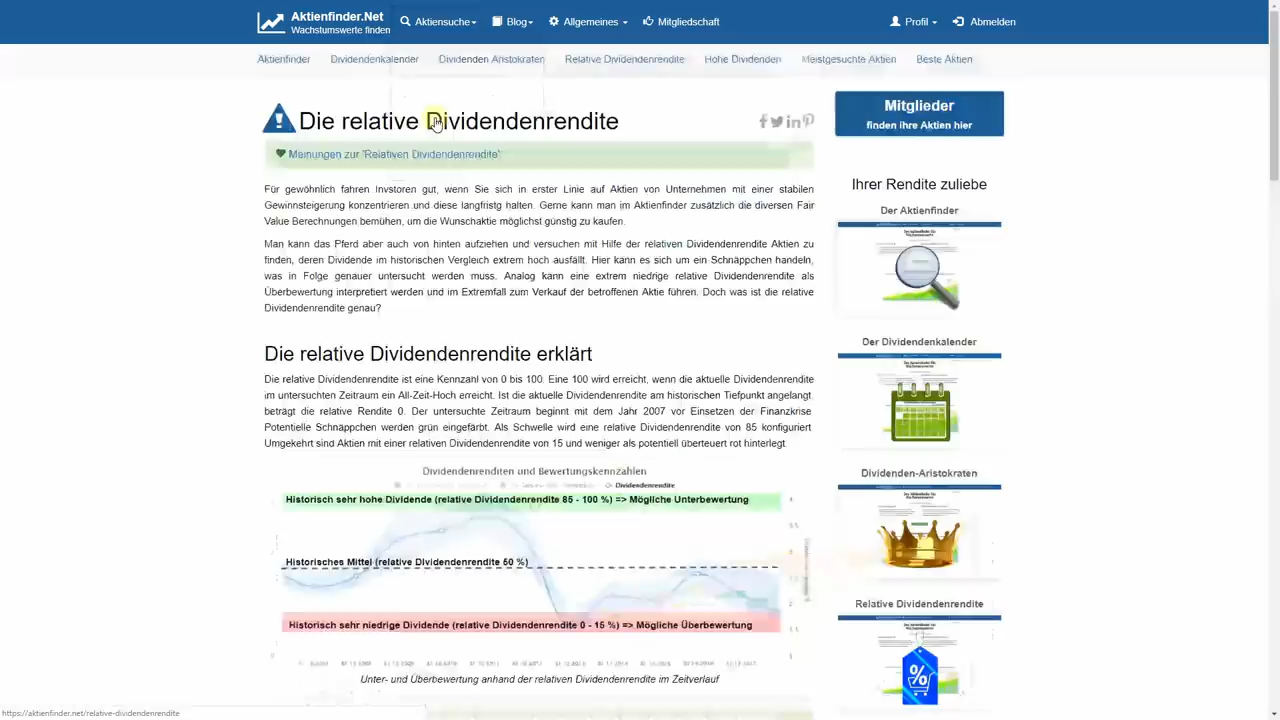 Aktienfinder.Net
Wachstumswerte finden
Aktiensuche
Blog
Allgemeines
Mitgliedschaft
Profil
Abmelden
Aktienfinder
Dividendenkalender
Dividenden Aristokraten
Relative Dividendenrendite
Hohe Dividenden
Meistgesuchte Aktien
Beste Aktien
Die relative Dividendenrendite
Meinungen zur 'Relativen Dividendenrendite'
Für gewöhnlich fahren Invstoren gut, wenn Sie sich in erster Linie auf Aktien von Unternehmen mit einer stabilen
Gewinnsteigerung konzentrieren und diese langfristg halten. Gerne kann man im Aktienfinder zusätzlich die diversen Fair
Value Berechnungen bemühen, um die Wunschaktie möglichst günstig zu kaufen.
Man kann das Pferd aber auch von hinten aufzäumen und versuchen mit Hilfe der relativen Dividendenrendite Aktien zu
finden, deren Dividende im historischen Vergleich extrem hoch ausfällt. Hier kann es sich um ein Schnäppchen handeln,
was in Folge genauer untersucht werden muss. Analog kann eine extrem niedrige relative Dividendenrendite als
Überbewertung interpretiert werden und im Extremfall zum Verkauf der betroffenen Aktie führen. Doch was ist die relative
Dividendenrendite genau?
Die relative Dividendenrendite erklärt
Die relative Dividendenrendite ist eine Kennzahl von 0 bis 100. Eine 100 wird erreicht, wenn die aktuelle Dividendenrendite
im untersuchten Zeitraum ein All-Zeit-Hoch erreicht. Ist die aktuelle Dividendenrendite am historischen Tiefpunkt angelangt
beträgt die relative Rendite 0. Der untersuchte Zeitraum beginnt mit dem Jahr 2007 vor Einsetzen der Finanzkrise
Potentielle Schnäppchen werden grün eingefärbt. Als Schwelle wird eine relative Dividendenrendite von 85 konfiguriert
Umgekehrt sind Aktien mit einer relativen Dividendenrendite von 15 und weniger als potentiell überteuert rot hinterlegt.
Dividendenrenditen und Bewertungskennzahlen
Dividendenrendite
Historisch sehr hohe Dividende (relative Dividendenrendite 85 - 100 %) => Mögliche Unterbewertung
Historisches Mittel (relative Dividendenrendite 50 %)
Historisch sehr niedrige Dividende (relative Dividendenrendite 0 - 15 %) => Mögliche Überbewertung
Unter- und Überbewertung anhand der relativen Dividendenrendite im Zeitverlauf
Mitglieder
finden ihre Aktien hier
Ihrer Rendite zuliebe
Der Aktienfinder
Der Dividendenkalender
Dividenden-Aristokraten
Relative Dividendenrendite
%
https://aktienfinder.net/relative-dividendenrendite